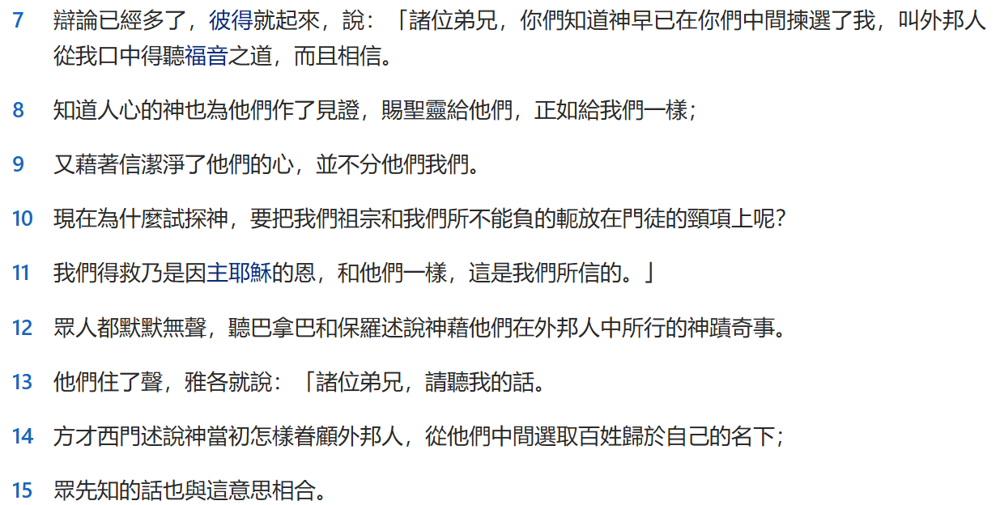 7 辯論已經多了，彼得就起來，說：「諸位弟兄，你們知道神早已在你們中間揀選了我，叫外邦人
從我口中得聽福音之道，而且相信。
8 知道人心的神也為他們作了見證，賜聖靈給他們，正如給我們一樣；
9 又藉著信潔淨了他們的心，並不分他們我們。
10 現在為什麼試探神，要把我們祖宗和我們所不能負的軛放在門徒的頸項上呢？
11 我們得救乃是因主耶穌的恩，和他們一樣，這是我們所信的。」
12 眾人都默默無聲，聽巴拿巴和保羅述說神藉他們在外邦人中所行的神蹟奇事。
13 他們住了聲，雅各就說：「諸位弟兄，請聽我的話。
14 方才西門述說神當初怎樣眷顧外邦人，從他們中間選取百姓歸於自己的名下；
15 眾先知的話也與這意思相合。